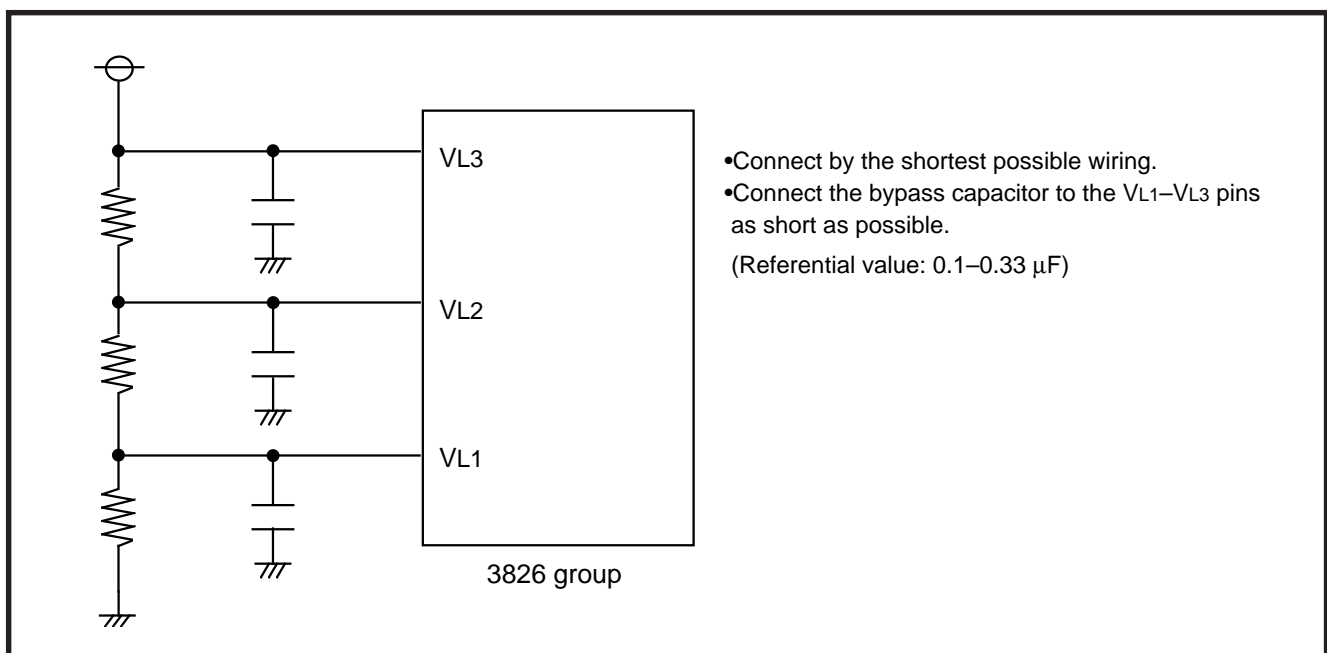 VL3
•Connect by the shortest possible wiring.
•Connect the bypass capacitor to the VL1–VL3 pins
as short as possible.
(Referential value: 0.1–0.33 μF)
VL2
VL1
3826 group